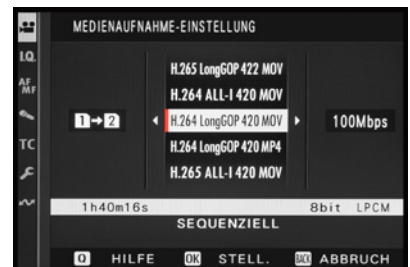 MEDIENAUFNAHME-EINSTELLUNG
I.Q.
AF MF
TC
H.265 LongGOP 422 MOV
H.264 ALL-I 420 MOV
1→2 H.264 LongGOP 420 MOV 100Mbps
H.264 LongGOP 420 MP4
H.265 ALL-I 420 MOV
1h40m16s 8bit LPCM
SEQUENZIELL
Q HILFE OK STELL. BACK ABBRUCH